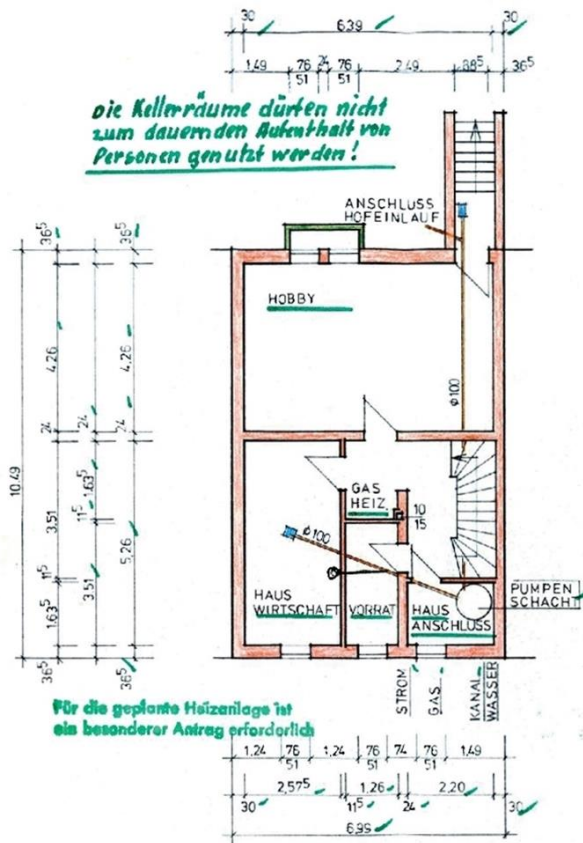 30
6.39
30
1.49
76
51
24
76
51
2.49
88⁵
36⁵
Die Kellerräume dürfen nicht
zum dauernden Aufenthalt von
Personen genutzt werden!
ANSCHLUSS
HOFEINLAUF
HOBBY
ø100
GAS
HEIZ.
10
15
ø100
HAUS
WIRTSCHAFT
VORRAT
HAUS
ANSCHLUSS
PUMPEN
SCHACHT
STROM
GAS
KANAL
WASSER
36⁵
36⁵
4.26
4.26
24
24
24
10.49
3.51
11⁵
1.63⁵
5.26
11⁵
3.51
1.63⁵
36⁵
36⁵
Für die geplante Heizanlage ist
ein besonderer Antrag erforderlich
1.24
76
51
1.24
76
51
74
76
51
1.49
2.57⁵
1.26
2.20
30
11⁵
24
30
6.99